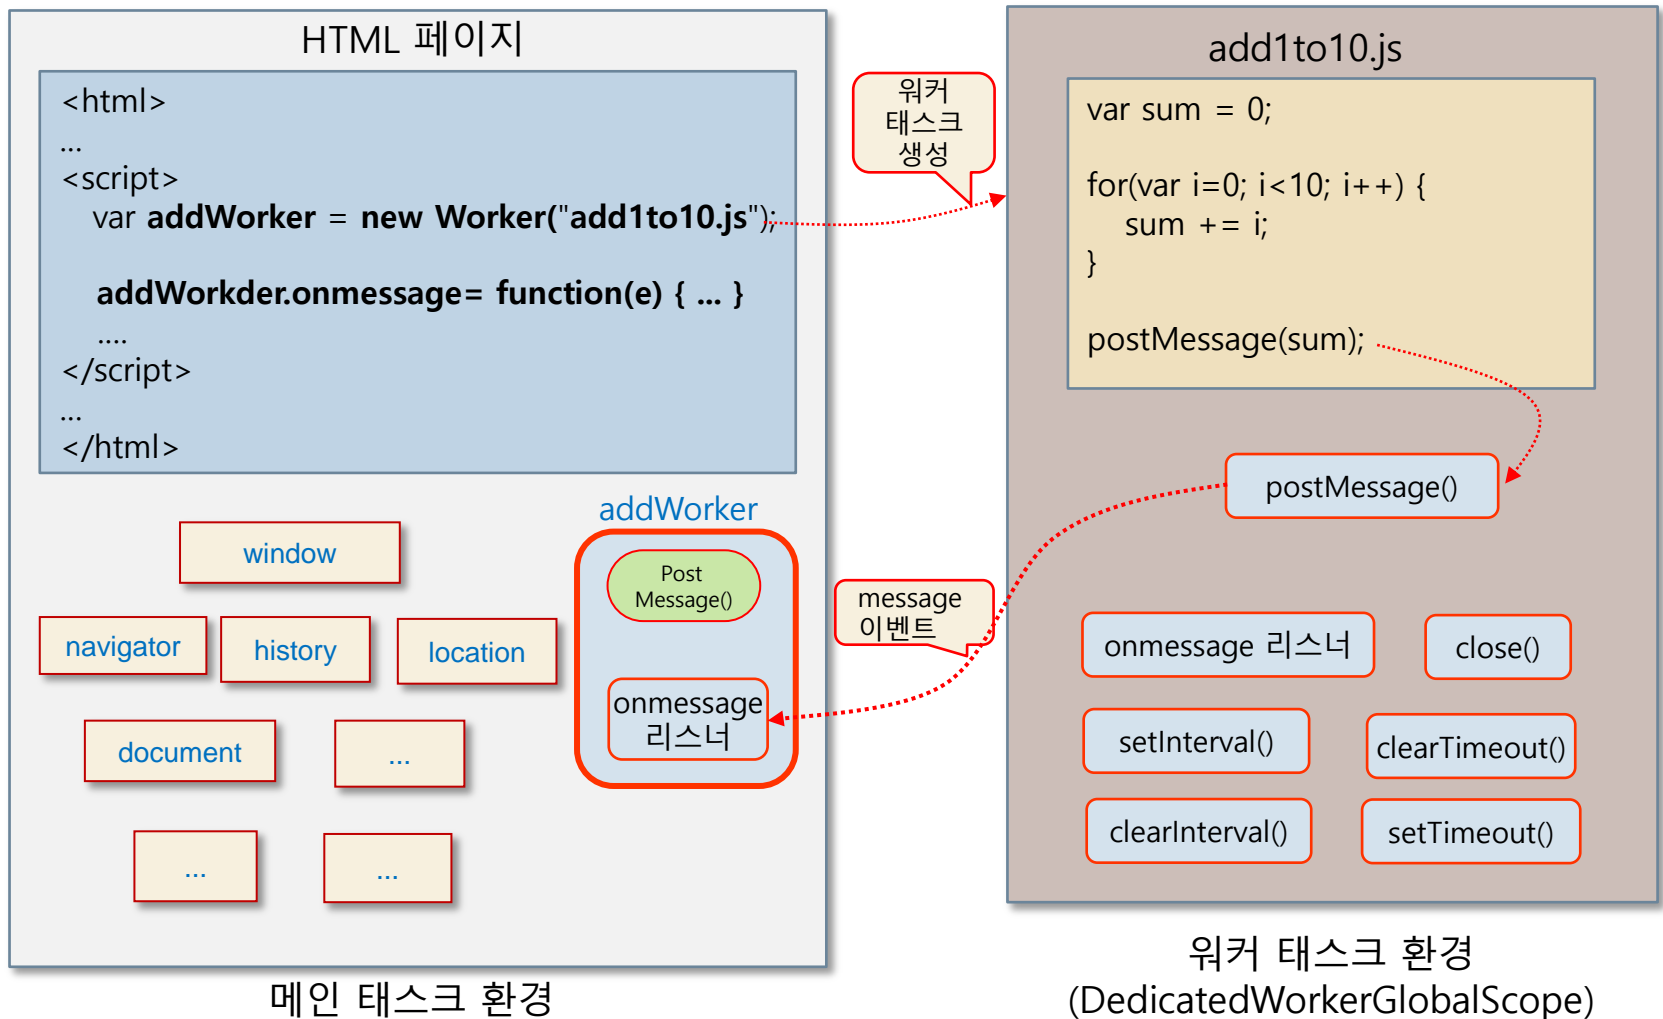 HTML 페이지
<html>
...
<script>
var addWorker = new Worker("add1to10.js");
addWorkder.onmessage= function(e) { ... }
....
</script>
...
</html>
window
navigator
history
location
document
...
...
...
addWorker
Post
Message()
onmessage
리스너
메인 태스크 환경
워커
태스크
생성
message
이벤트
add1to10.js
var sum = 0;
for(var i=0; i<10; i++) {
sum += i;
}
postMessage(sum);
postMessage()
onmessage 리스너
close()
setInterval()
clearTimeout()
clearInterval()
setTimeout()
워커 태스크 환경
(DedicatedWorkerGlobalScope)